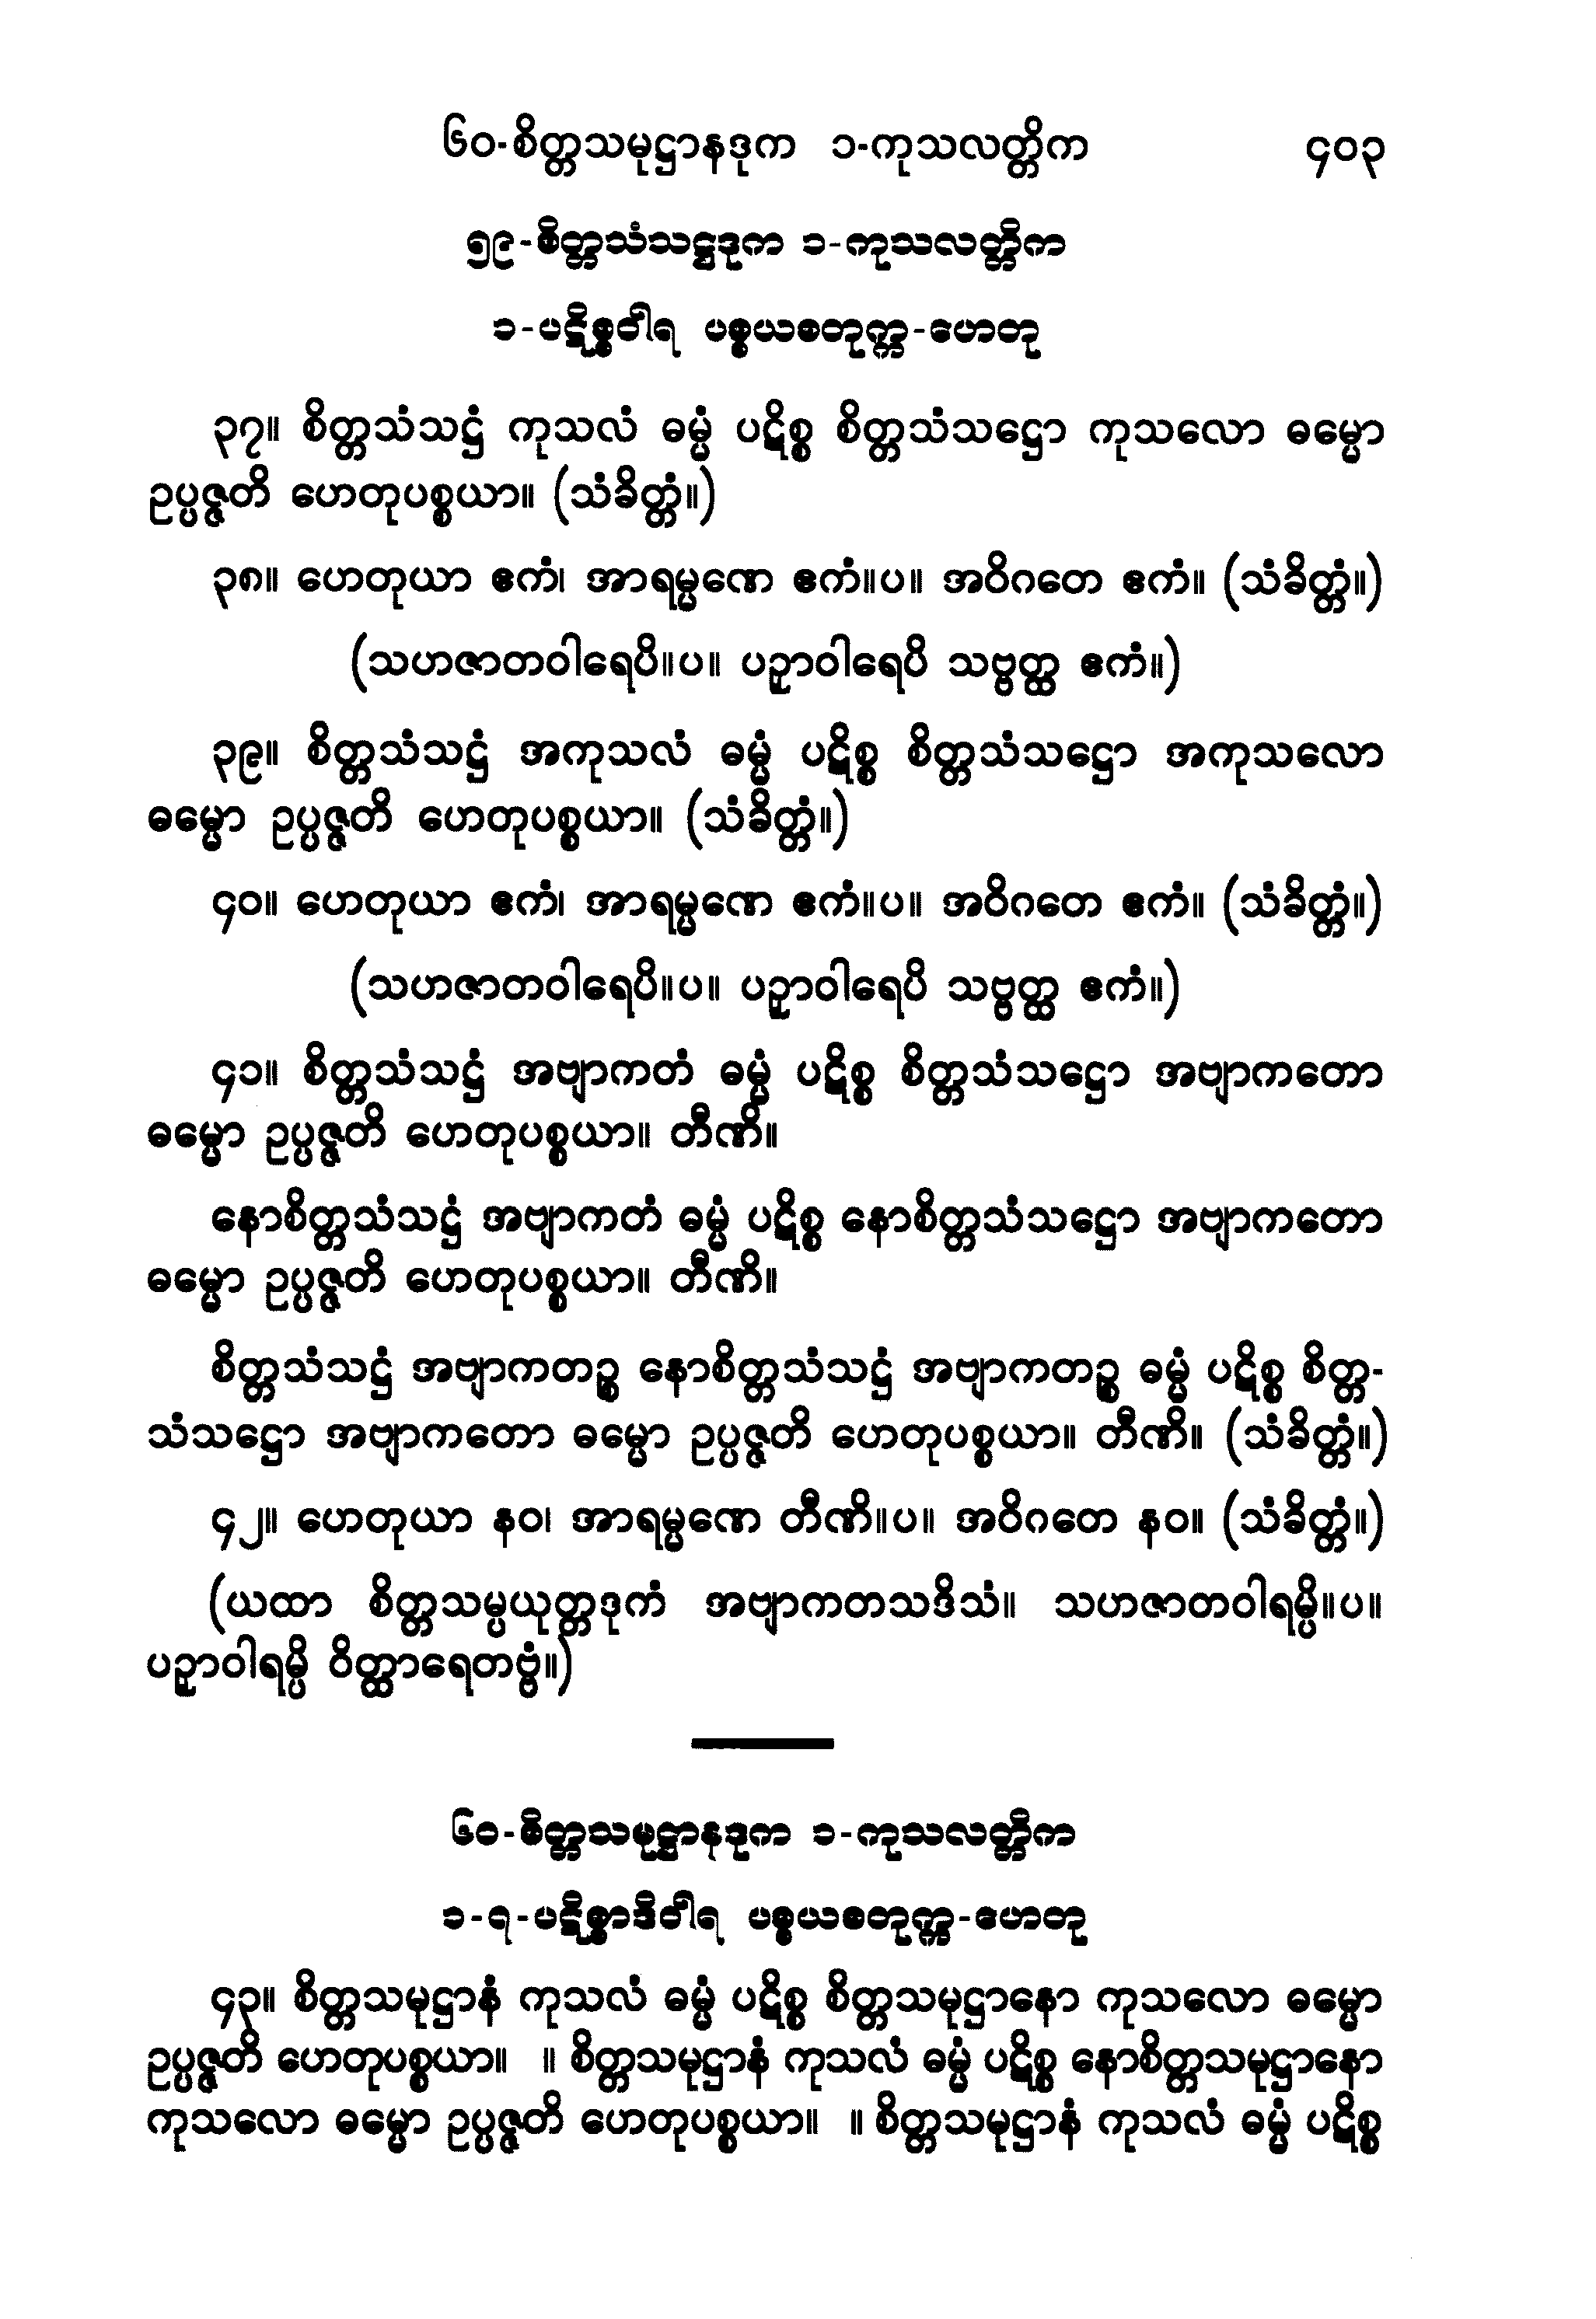 ၆၀-စိတ္တသမုဋ္ဌာနဒုက ၁-ကုသလတ္တိက ၄၀၃
၅၉-စိတ္တသံသဋ္ဌဒုက ၁-ကုသလတ္တိက
၁-ပဋိစ္စဝါရ ပစ္စယစတုက္က-ဟေတု
၃၇။ စိတ္တသံသဋ္ဌံ ကုသလံ ဓမ္မံ ပဋိစ္စ စိတ္တသံသဋ္ဌော ကုသလော ဓမ္မော
ဥပ္ပဇ္ဇတိ ဟေတုပစ္စယာ။ (သံခိတ္တံ။)
၃၈။ ဟေတုယာ ဧကံ၊ အာရမ္မဏေ ဧကံ။ပ။ အဝိဂတေ ဧကံ။ (သံခိတ္တံ။)
(သဟဇာတဝါရေပိ။ပ။ ပဉှာဝါရေပိ သဗ္ဗတ္ထ ဧကံ။)
၃၉။ စိတ္တသံသဋ္ဌံ အကုသလံ ဓမ္မံ ပဋိစ္စ စိတ္တသံသဋ္ဌော အကုသလော
ဓမ္မော ဥပ္ပဇ္ဇတိ ဟေတုပစ္စယာ။ (သံခိတ္တံ။)
၄၀။ ဟေတုယာ ဧကံ၊ အာရမ္မဏေ ဧကံ။ပ။ အဝိဂတေ ဧကံ။ (သံခိတ္တံ။)
(သဟဇာတဝါရေပိ။ပ။ ပဉှာဝါရေပိ သဗ္ဗတ္ထ ဧကံ။)
၄၁။ စိတ္တသံသဋ္ဌံ အဗျာကတံ ဓမ္မံ ပဋိစ္စ စိတ္တသံသဋ္ဌော အဗျာကတော
ဓမ္မော ဥပ္ပဇ္ဇတိ ဟေတုပစ္စယာ။ တီဏိ။
နောစိတ္တသံသဋ္ဌံ အဗျာကတံ ဓမ္မံ ပဋိစ္စ နောစိတ္တသံသဋ္ဌော အဗျာကတော
ဓမ္မော ဥပ္ပဇ္ဇတိ ဟေတုပစ္စယာ။ တီဏိ။
စိတ္တသံသဋ္ဌံ အဗျာကတဉ္စ နောစိတ္တသံသဋ္ဌံ အဗျာကတဉ္စ ဓမ္မံ ပဋိစ္စ စိတ္တ-
သံသဋ္ဌော အဗျာကတော ဓမ္မော ဥပ္ပဇ္ဇတိ ဟေတုပစ္စယာ။ တီဏိ။ (သံခိတ္တံ။)
၄၂။ ဟေတုယာ နဝ၊ အာရမ္မဏေ တီဏိ။ပ။ အဝိဂတေ နဝ။ (သံခိတ္တံ။)
(ယထာ စိတ္တသမ္ပယုတ္တဒုကံ အဗျာကတသဒိသံ။ သဟဇာတဝါရမ္ပိ။ပ။
ပဉှာဝါရမ္ပိ ဝိတ္ထာရေတဗ္ဗံ။)
၆၀-စိတ္တသမုဋ္ဌာနဒုက ၁-ကုသလတ္တိက
၁-၇-ပဋိစ္စာဒိဝါရ ပစ္စယစတုက္က-ဟေတု
၄၃။ စိတ္တသမုဋ္ဌာနံ ကုသလံ ဓမ္မံ ပဋိစ္စ စိတ္တသမုဋ္ဌာနော ကုသလော ဓမ္မော
ဥပ္ပဇ္ဇတိ ဟေတုပစ္စယာ။ ။ စိတ္တသမုဋ္ဌာနံ ကုသလံ ဓမ္မံ ပဋိစ္စ နောစိတ္တသမုဋ္ဌာနော
ကုသလော ဓမ္မော ဥပ္ပဇ္ဇတိ ဟေတုပစ္စယာ။ ။ စိတ္တသမုဋ္ဌာနံ ကုသလံ ဓမ္မံ ပဋိစ္စ